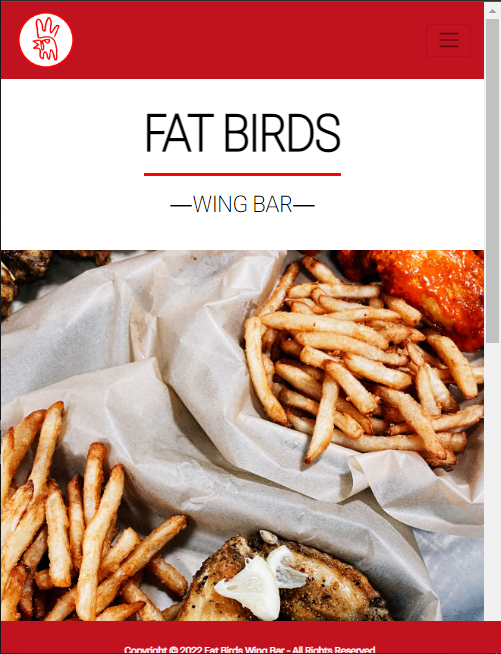 FAT BIRDS
—WING BAR—
Copyright © 2022 Fat Birds Wing Bar - All Rights Reserved